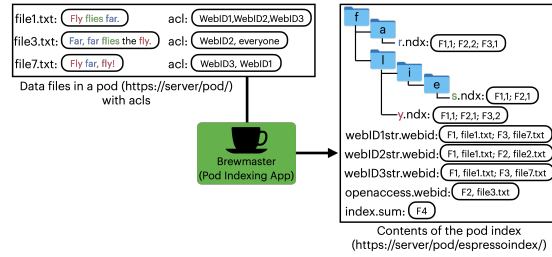 file1.txt: Fly flies far. acl: WebID1,WebID2,WebID3
file3.txt: Far, far flies the fly. acl: WebID2, everyone
file7.txt: Fly far, fly! acl: WebID3, WebID1
Data files in a pod (https://server/pod/)
with acls
Brewmaster
(Pod Indexing App)
f
a
r.ndx: F1,1; F2,2; F3,1
l
i
e
s.ndx: F1,1; F2,1
y.ndx: F1,1; F2,1; F3,2
webID1str.webid: F1, file1.txt; F3, file7.txt
webID2str.webid: F1, file1.txt; F2, file2.txt
webID3str.webid: F1, file1.txt; F3, file7.txt
openaccess.webid: F2, file3.txt
index.sum: F4
Contents of the pod index
(https://server/pod/espressoindex/)